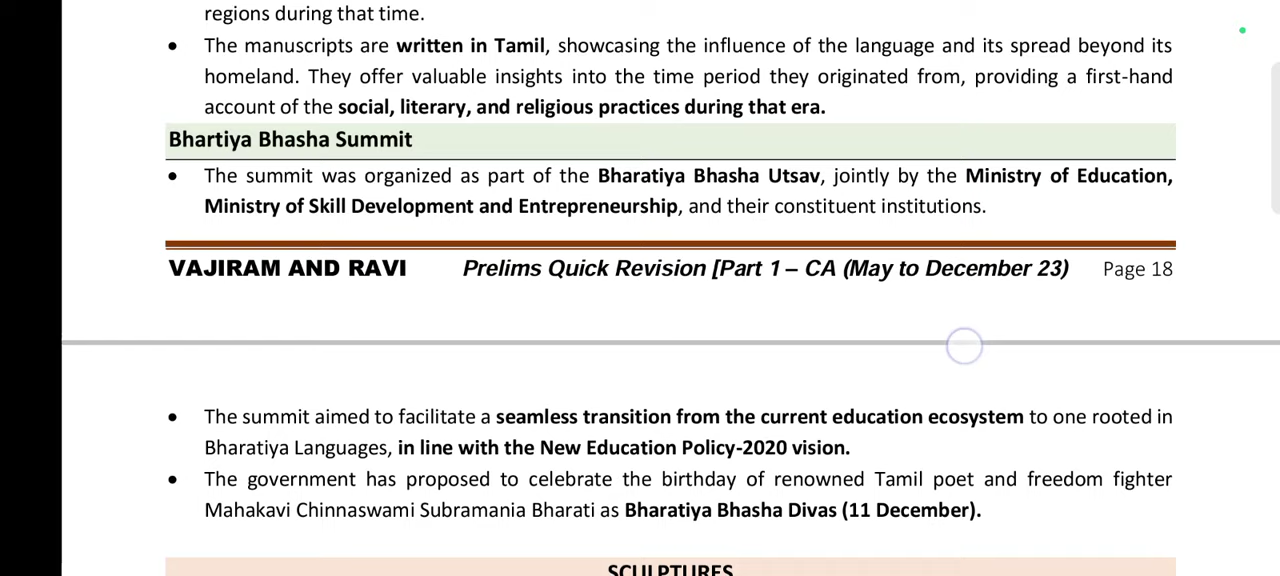 regions during that time.
• The manuscripts are written in Tamil, showcasing the influence of the language and its spread beyond its
homeland. They offer valuable insights into the time period they originated from, providing a first-hand
account of the social, literary, and religious practices during that era.
Bhartiya Bhasha Summit
• The summit was organized as part of the Bharatiya Bhasha Utsav, jointly by the Ministry of Education,
Ministry of Skill Development and Entrepreneurship, and their constituent institutions.
VAJIRAM AND RAVI Prelims Quick Revision [Part 1 – CA (May to December 23) Page 18
• The summit aimed to facilitate a seamless transition from the current education ecosystem to one rooted in
Bharatiya Languages, in line with the New Education Policy-2020 vision.
• The government has proposed to celebrate the birthday of renowned Tamil poet and freedom fighter
Mahakavi Chinnaswami Subramania Bharati as Bharatiya Bhasha Divas (11 December).
SCULPTURES